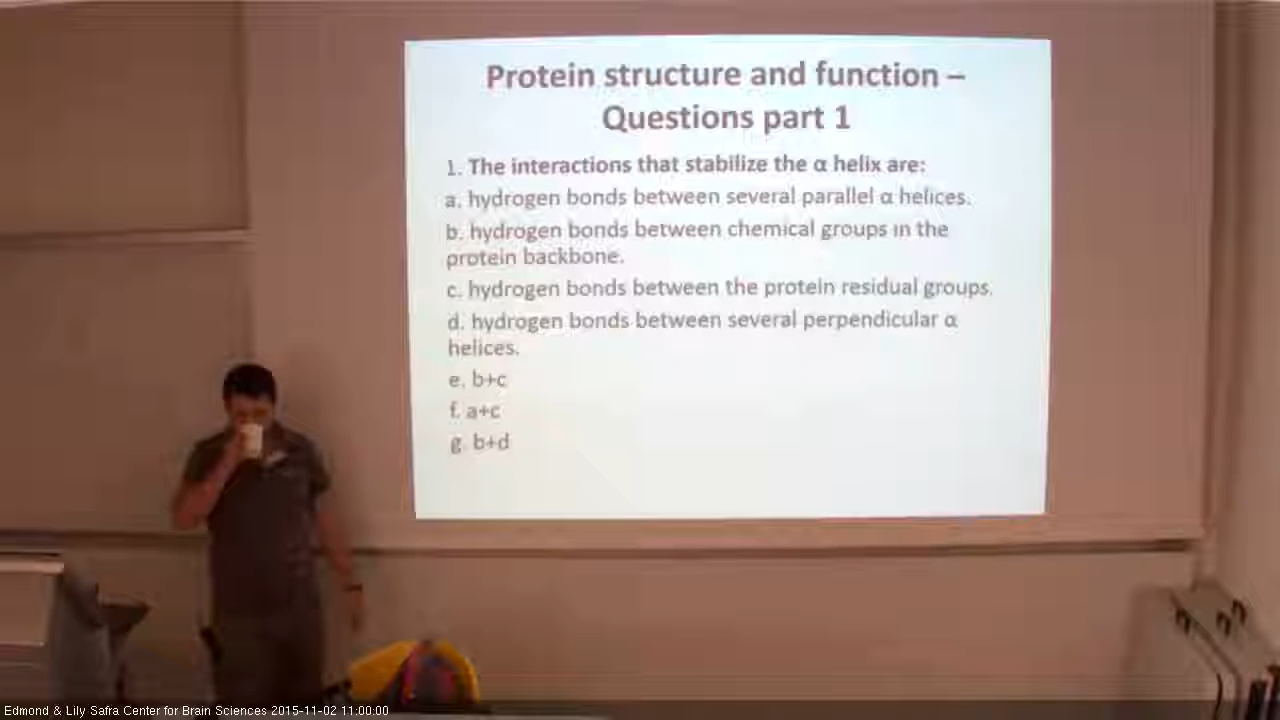 Protein structure and function –
Questions part 1
1. The interactions that stabilize the α helix are:
a. hydrogen bonds between several parallel α helices.
b. hydrogen bonds between chemical groups in the
protein backbone.
c. hydrogen bonds between the protein residual groups.
d. hydrogen bonds between several perpendicular α
helices.
e. b+c
f. a+c
g. b+d
Edmond & Lily Safra Center for Brain Sciences 2015-11-02 11:00:00